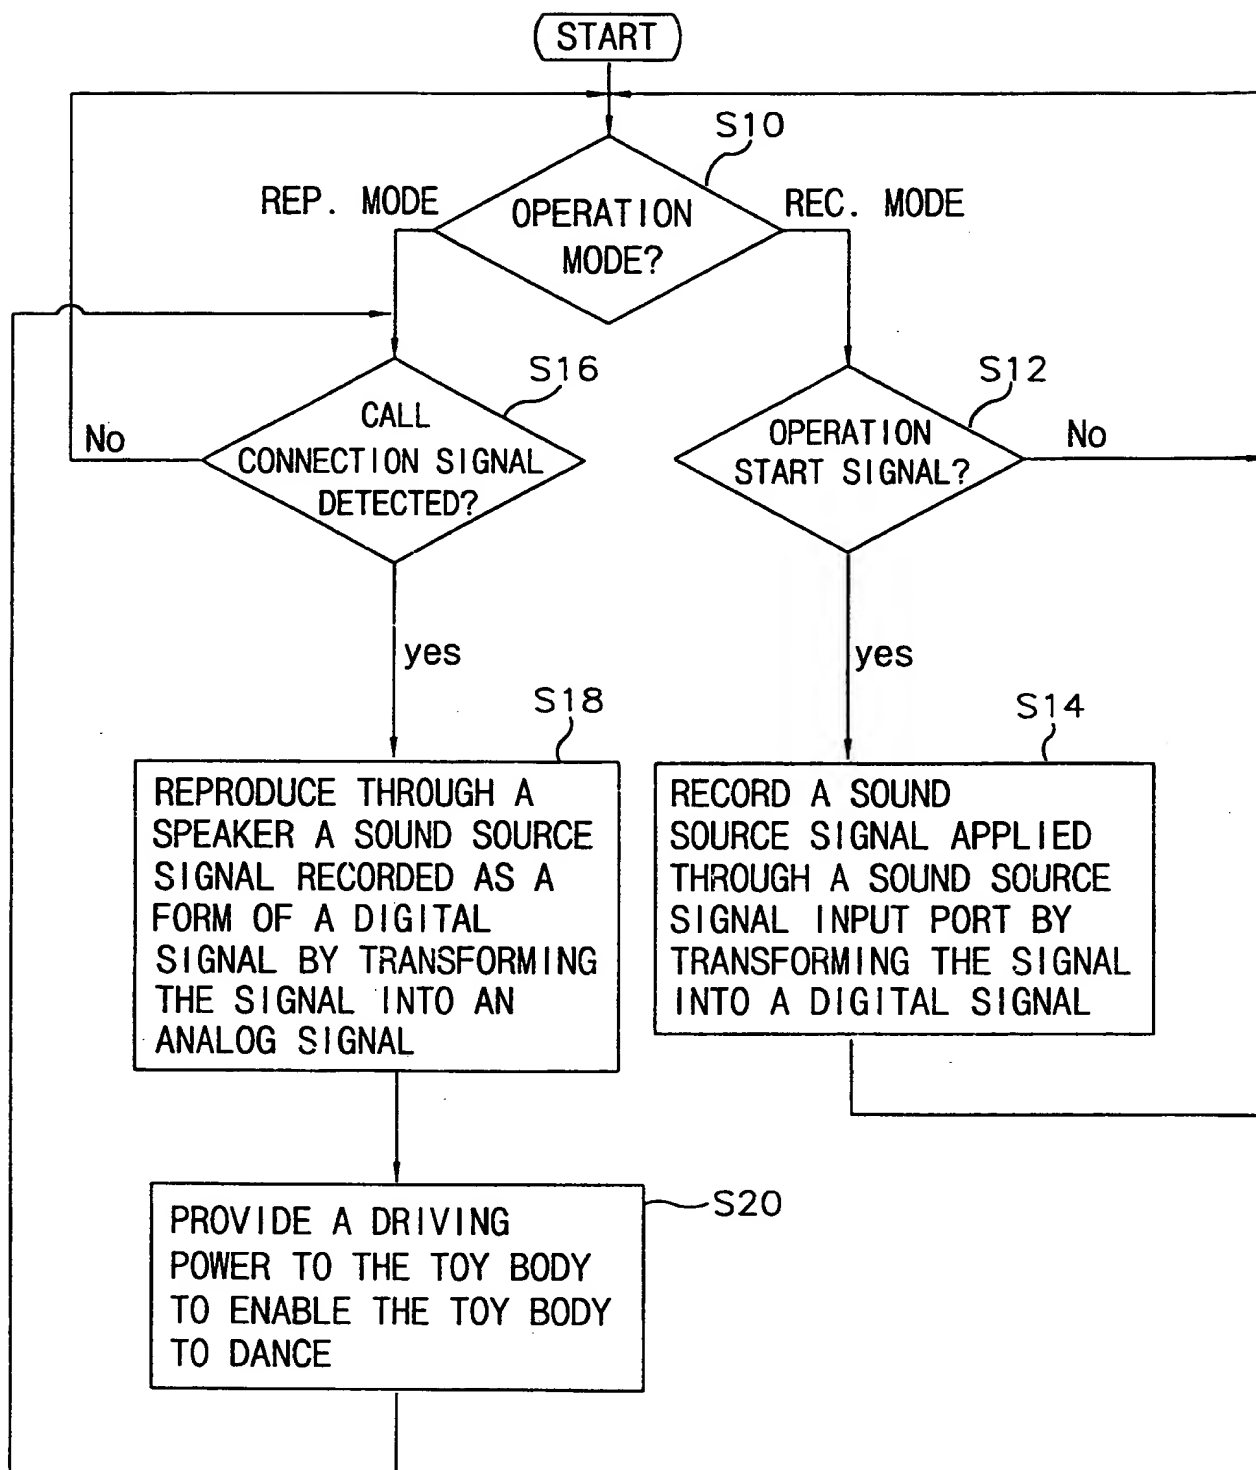 START
S10
REP. MODE
OPERATION
MODE?
REC. MODE
S16
CALL
CONNECTION SIGNAL
DETECTED?
No
S12
OPERATION
START SIGNAL?
No
yes
yes
S18
REPRODUCE THROUGH A
SPEAKER A SOUND SOURCE
SIGNAL RECORDED AS A
FORM OF A DIGITAL
SIGNAL BY TRANSFORMING
THE SIGNAL INTO AN
ANALOG SIGNAL
S14
RECORD A SOUND
SOURCE SIGNAL APPLIED
THROUGH A SOUND SOURCE
SIGNAL INPUT PORT BY
TRANSFORMING THE SIGNAL
INTO A DIGITAL SIGNAL
S20
PROVIDE A DRIVING
POWER TO THE TOY BODY
TO ENABLE THE TOY BODY
TO DANCE